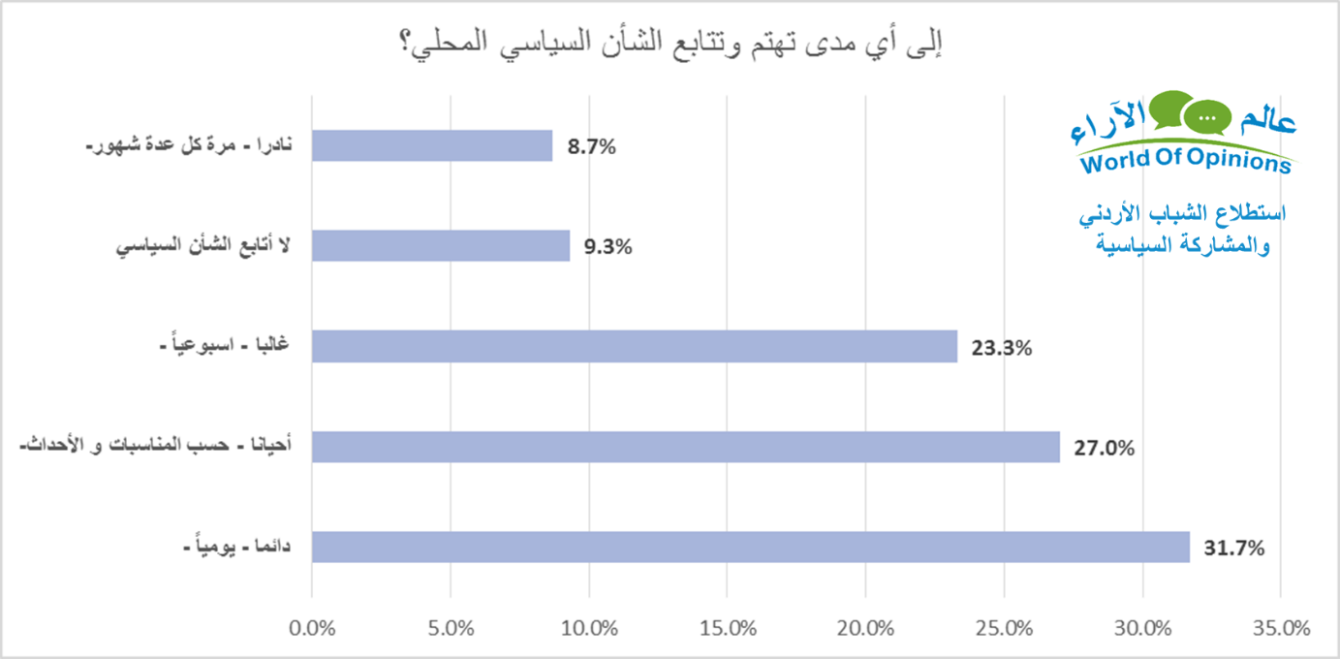 إلى أي مدى تهتم وتتابع الشأن السياسي المحلي؟
عالم الآراء
World Of Opinions
استطلاع الشباب الأردني
والمشاركة السياسية
نادرا - مرة كل عدة شهور- 8.7%
لا أتابع الشأن السياسي 9.3%
غالبا - اسبوعياً - 23.3%
أحيانا - حسب المناسبات و الأحداث- 27.0%
دائما - يومياً - 31.7%
0.0% 5.0% 10.0% 15.0% 20.0% 25.0% 30.0% 35.0%